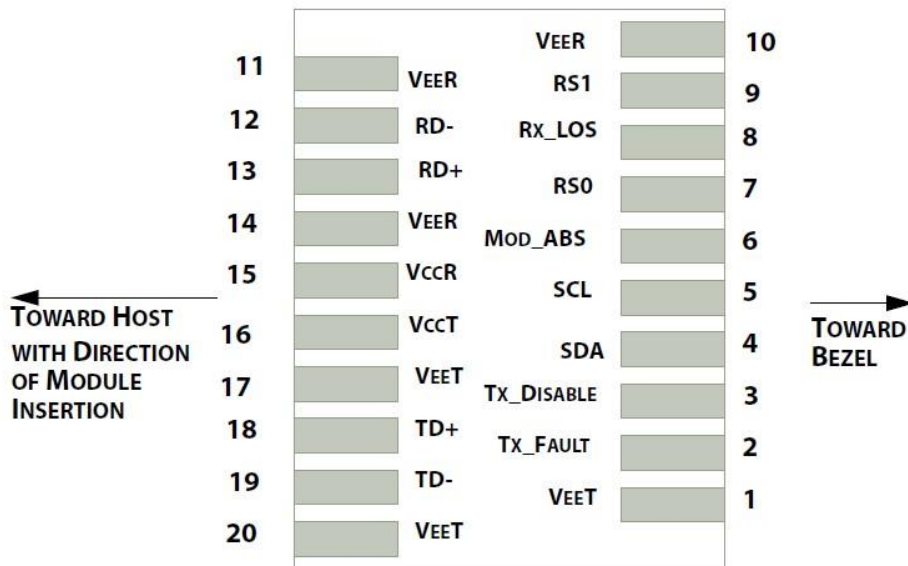 11 VEER
12 RD-
13 RD+
14 VEER
15 VCCR
16 VCCT
17 VEET
18 TD+
19 TD-
20 VEET
VEER 10
RS1 9
RX_LOS 8
RS0 7
MOD_ABS 6
SCL 5
SDA 4
TX_DISABLE 3
TX_FAULT 2
VEET 1
TOWARD HOST
WITH DIRECTION
OF MODULE
INSERTION
TOWARD
BEZEL